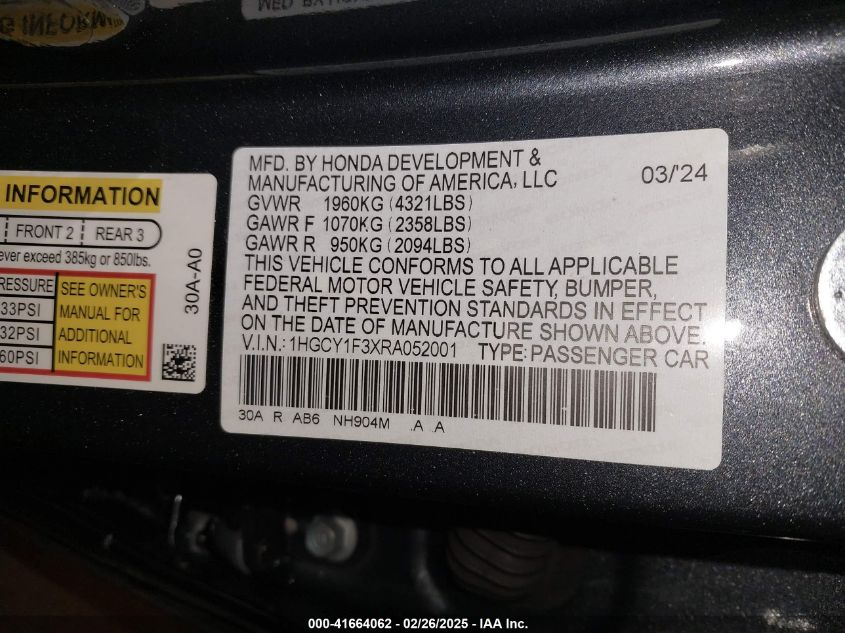 MFD. BY HONDA DEVELOPMENT &
MANUFACTURING OF AMERICA, LLC
03/'24
GVWR 1960KG (4321LBS)
GAWR F 1070KG (2358LBS)
GAWR R 950KG (2094LBS)
THIS VEHICLE CONFORMS TO ALL APPLICABLE
FEDERAL MOTOR VEHICLE SAFETY, BUMPER,
AND THEFT PREVENTION STANDARDS IN EFFECT
ON THE DATE OF MANUFACTURE SHOWN ABOVE.
V.I.N.: 1HGCY1F3XRA052001 TYPE: PASSENGER CAR
30A R AB6 NH904M A A
INFORMATION
FRONT 2 REAR 3
exceed 385kg or 850lbs.
33PSI
32PSI
60PSI
SEE OWNER'S
MANUAL FOR
ADDITIONAL
INFORMATION
30A-A0
000-41664062 / 02/26/2025 - IAA Inc.